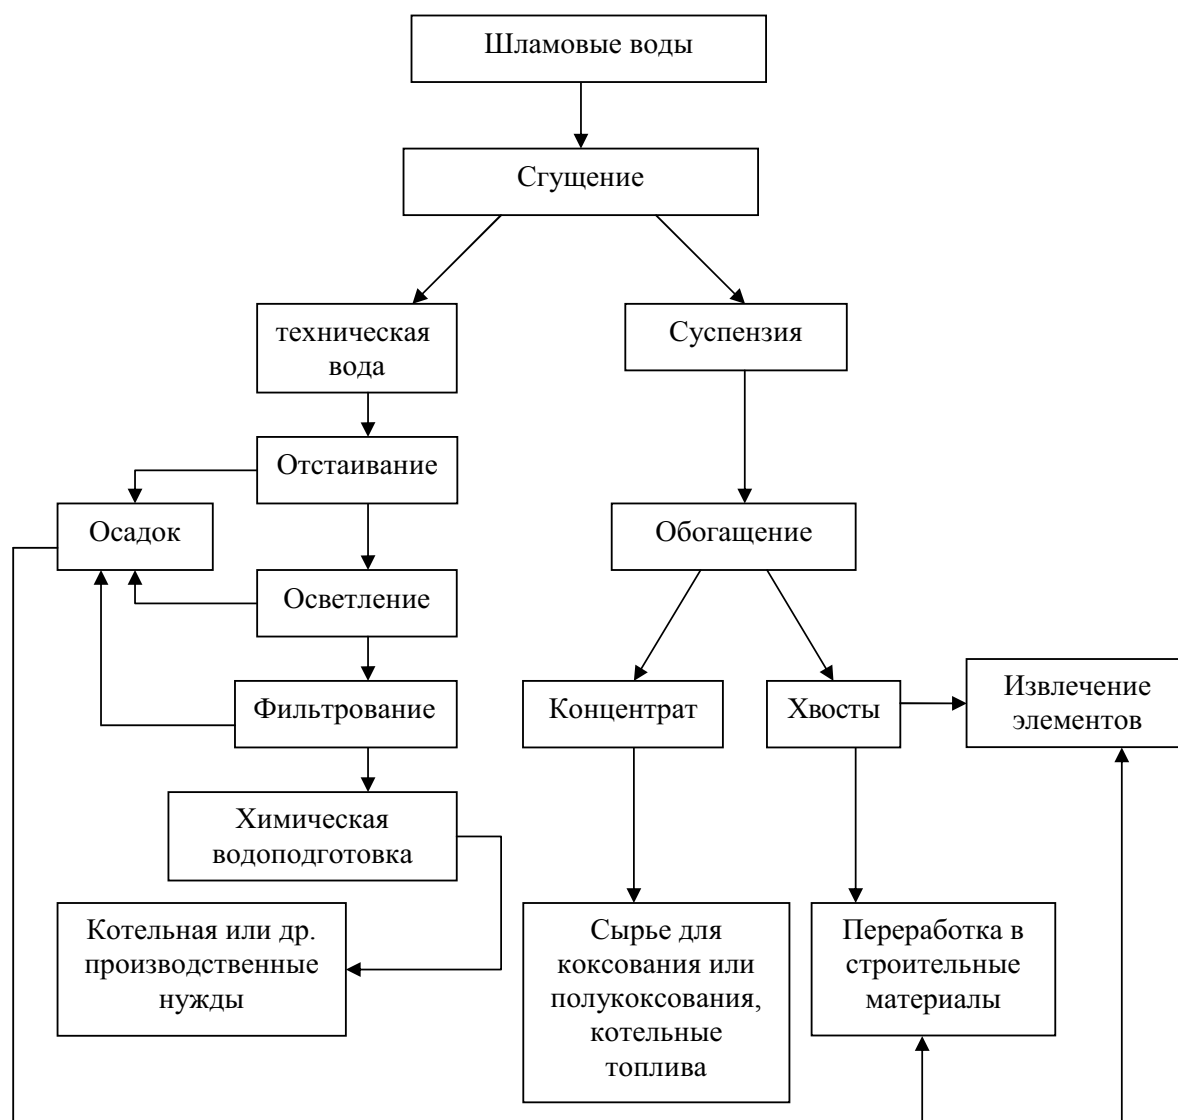 Шламовые воды
Сгущение
техническая
вода
Суспензия
Отстаивание
Осадок
Обогащение
Осветление
Фильтрование
Концентрат
Хвосты
Извлечение
элементов
Химическая
водоподготовка
Котельная или др.
производственные
нужды
Сырье для
коксования или
полукоксования,
котельные
топлива
Переработка в
строительные
материалы